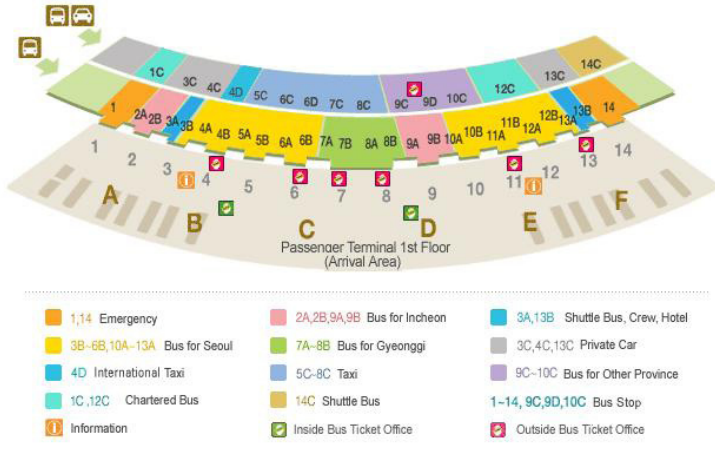 1C 3C 4C 4D 5C 6C 6D 7C 8C 9C 9D 10C 12C 13C 14C
1 2A 2B 3A 3B 4A 4B 5A 5B 6A 6B 7A 7B 8A 8B 9A 9B 10A 10B 11A 11B 12A 12B 13A 13B 14
1 2 3 4 5 6 7 8 9 10 11 12 13 14
A B C D E F
Passenger Terminal 1st Floor
(Arrival Area)
1,14 Emergency
2A,2B,9A,9B Bus for Incheon
3A,13B Shuttle Bus, Crew, Hotel
3B~6B,10A~13A Bus for Seoul
7A~8B Bus for Gyeonggi
3C,4C,13C Private Car
4D International Taxi
5C~8C Taxi
9C~10C Bus for Other Province
1C ,12C Chartered Bus
14C Shuttle Bus
1~14, 9C,9D,10C Bus Stop
Information
Inside Bus Ticket Office
Outside Bus Ticket Office